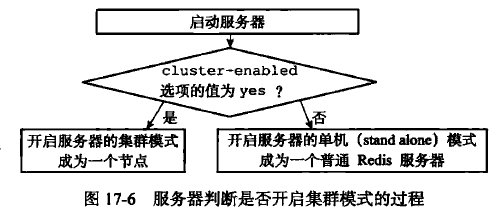 启动服务器
cluster-enabled
选项的值为 yes ？
是
否
开启服务器的集群模式
成为一个节点
开启服务器的单机（stand alone）模式
成为一个普通 Redis 服务器
图 17-6 服务器判断是否开启集群模式的过程